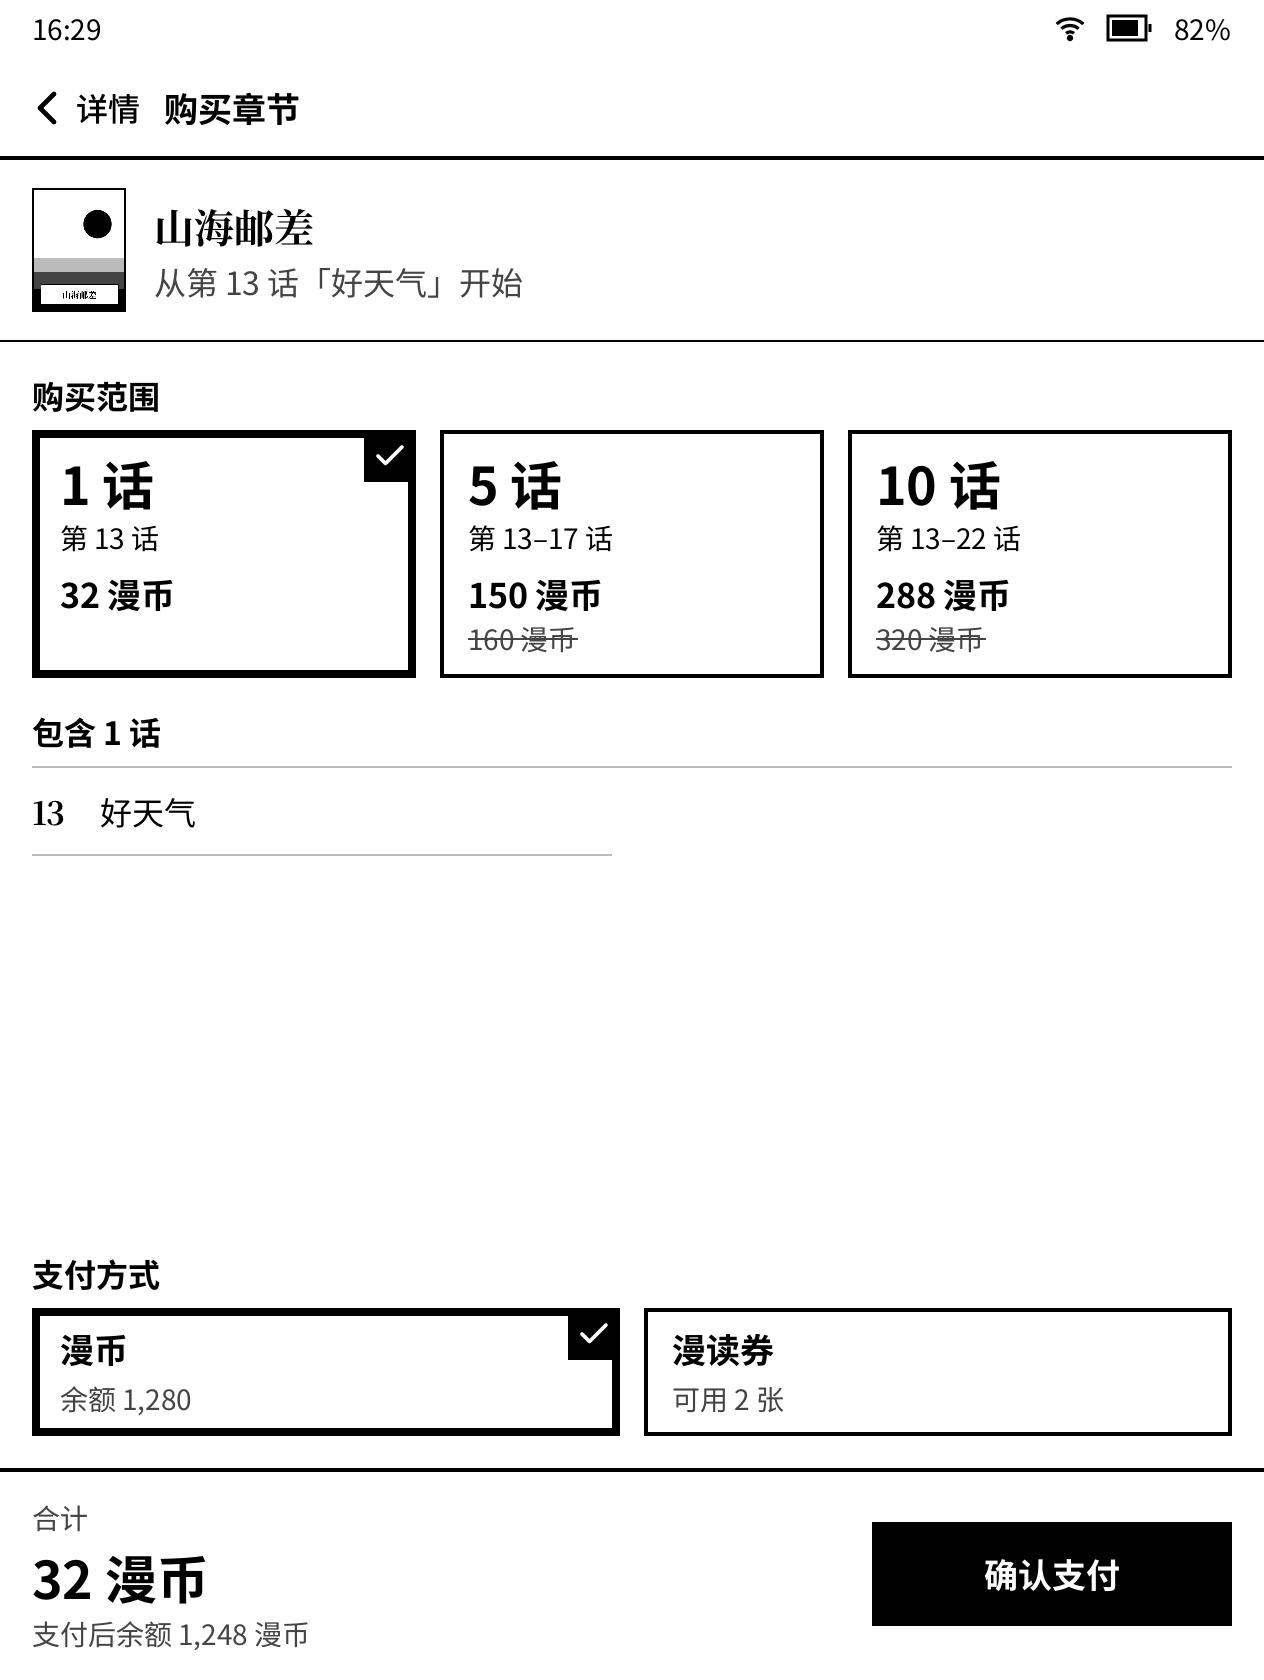 16:29
82%
详情 购买章节
山海邮差
山海邮差
从第 13 话「好天气」开始
购买范围
1 话
第 13 话
32 漫币
5 话
第 13–17 话
150 漫币
160 漫币
10 话
第 13–22 话
288 漫币
320 漫币
包含 1 话
13 好天气
支付方式
漫币
余额 1,280
漫读券
可用 2 张
合计
32 漫币
支付后余额 1,248 漫币
确认支付